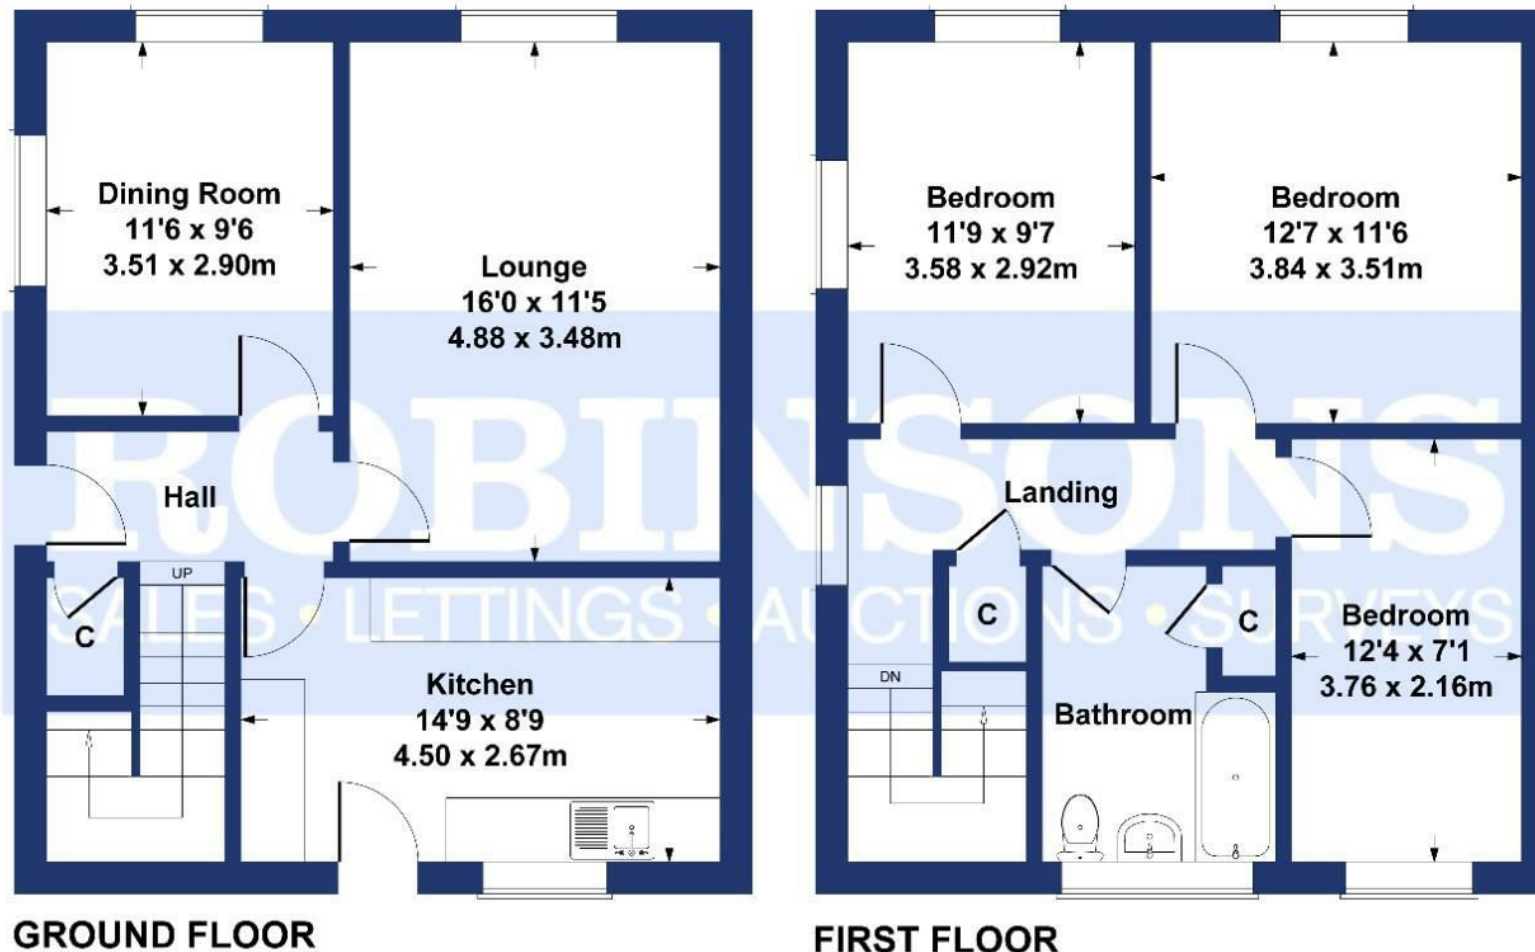 Dining Room
11'6 x 9'6
3.51 x 2.90m
Lounge
16'0 x 11'5
4.88 x 3.48m
Hall
UP
C
Kitchen
14'9 x 8'9
4.50 x 2.67m
GROUND FLOOR
Bedroom
11'9 x 9'7
3.58 x 2.92m
Bedroom
12'7 x 11'6
3.84 x 3.51m
Landing
C
C
Bedroom
12'4 x 7'1
3.76 x 2.16m
DN
Bathroom
FIRST FLOOR
ROBINSONS
SALES • LETTINGS • AUCTIONS • SURVEYS